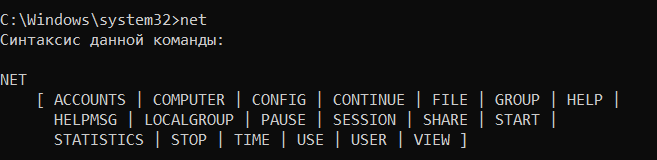 C:\Windows\system32>net
Синтаксис данной команды:
NET
[ ACCOUNTS | COMPUTER | CONFIG | CONTINUE | FILE | GROUP | HELP |
HELPMSG | LOCALGROUP | PAUSE | SESSION | SHARE | START |
STATISTICS | STOP | TIME | USE | USER | VIEW ]